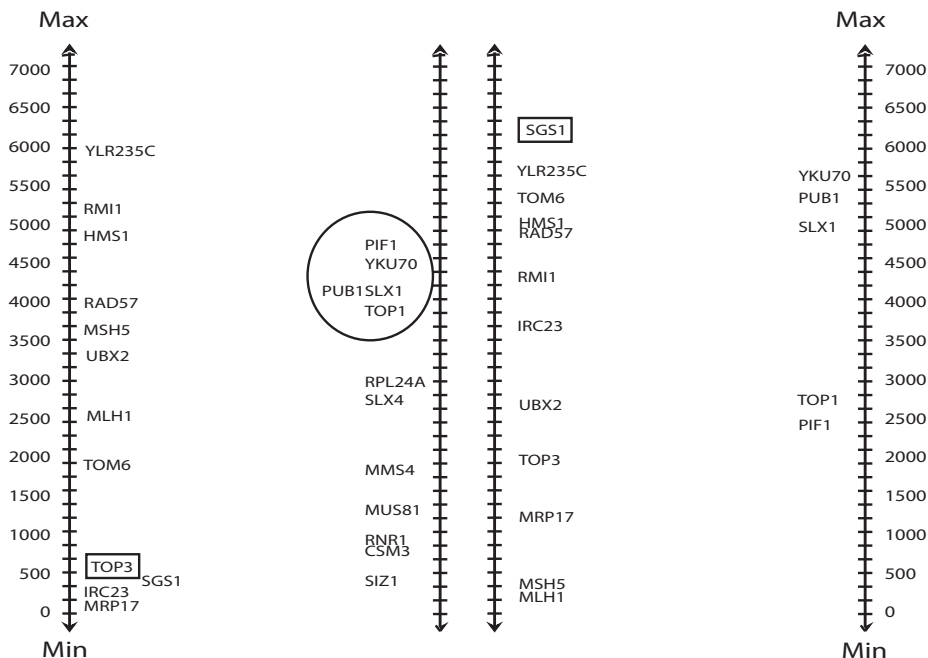 Max
7000
6500
6000
5500
5000
4500
4000
3500
3000
2500
2000
1500
1000
500
0
Min
YLR235C
RMI1
HMS1
RAD57
MSH5
UBX2
MLH1
TOM6
TOP3
SGS1
IRC23
MRP17
PIF1
YKU70
PUB1SLX1
TOP1
RPL24A
SLX4
MMS4
MUS81
RNR1
CSM3
SIZ1
SGS1
YLR235C
TOM6
HMS1
RAD57
RMI1
IRC23
UBX2
TOP3
MRP17
MSH5
MLH1
YKU70
PUB1
SLX1
TOP1
PIF1
Max
7000
6500
6000
5500
5000
4500
4000
3500
3000
2500
2000
1500
1000
500
0
Min